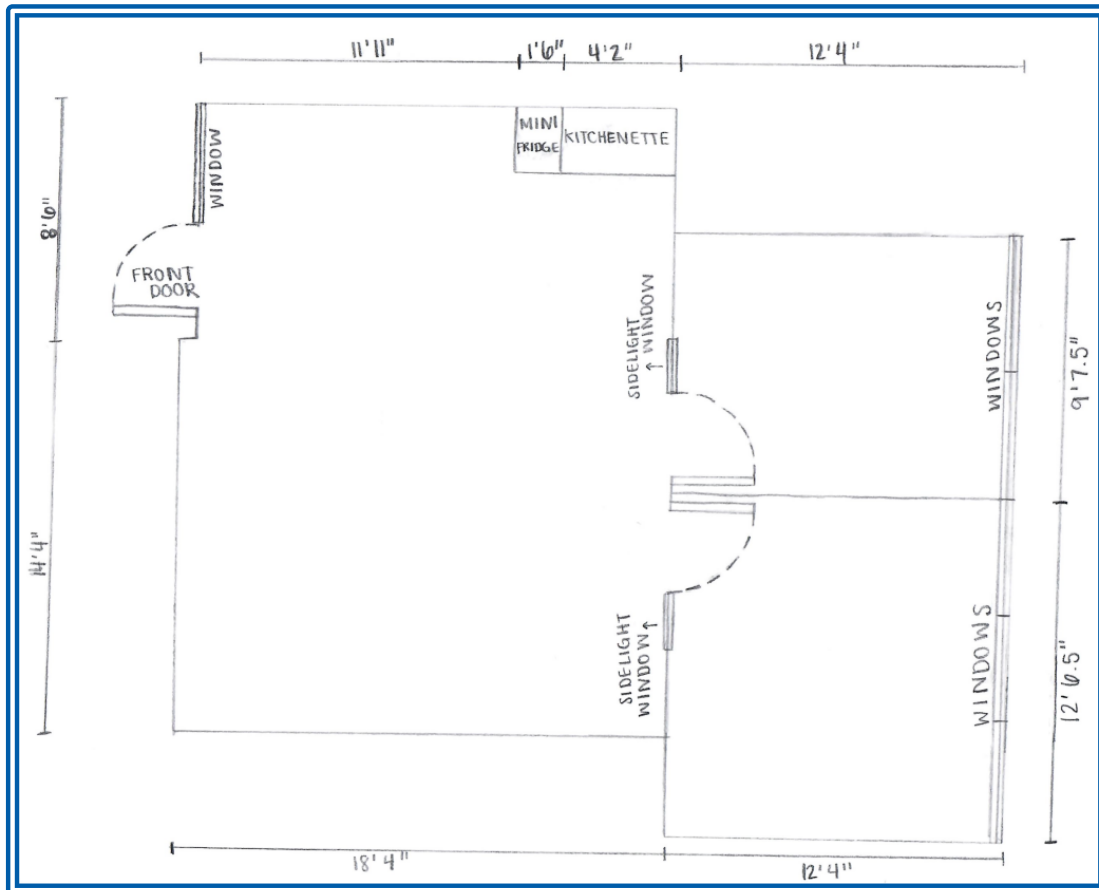 11'11"
1'6"
4'2"
12'4"
MINI
FRIDGE
KITCHENETTE
WINDOW
8'6"
FRONT
DOOR
SIDELIGHT
↑ WINDOW
WINDOWS
9'7.5"
14'4"
SIDELIGHT
WINDOW↑
WINDOWS
12'6.5"
18'4"
12'4"